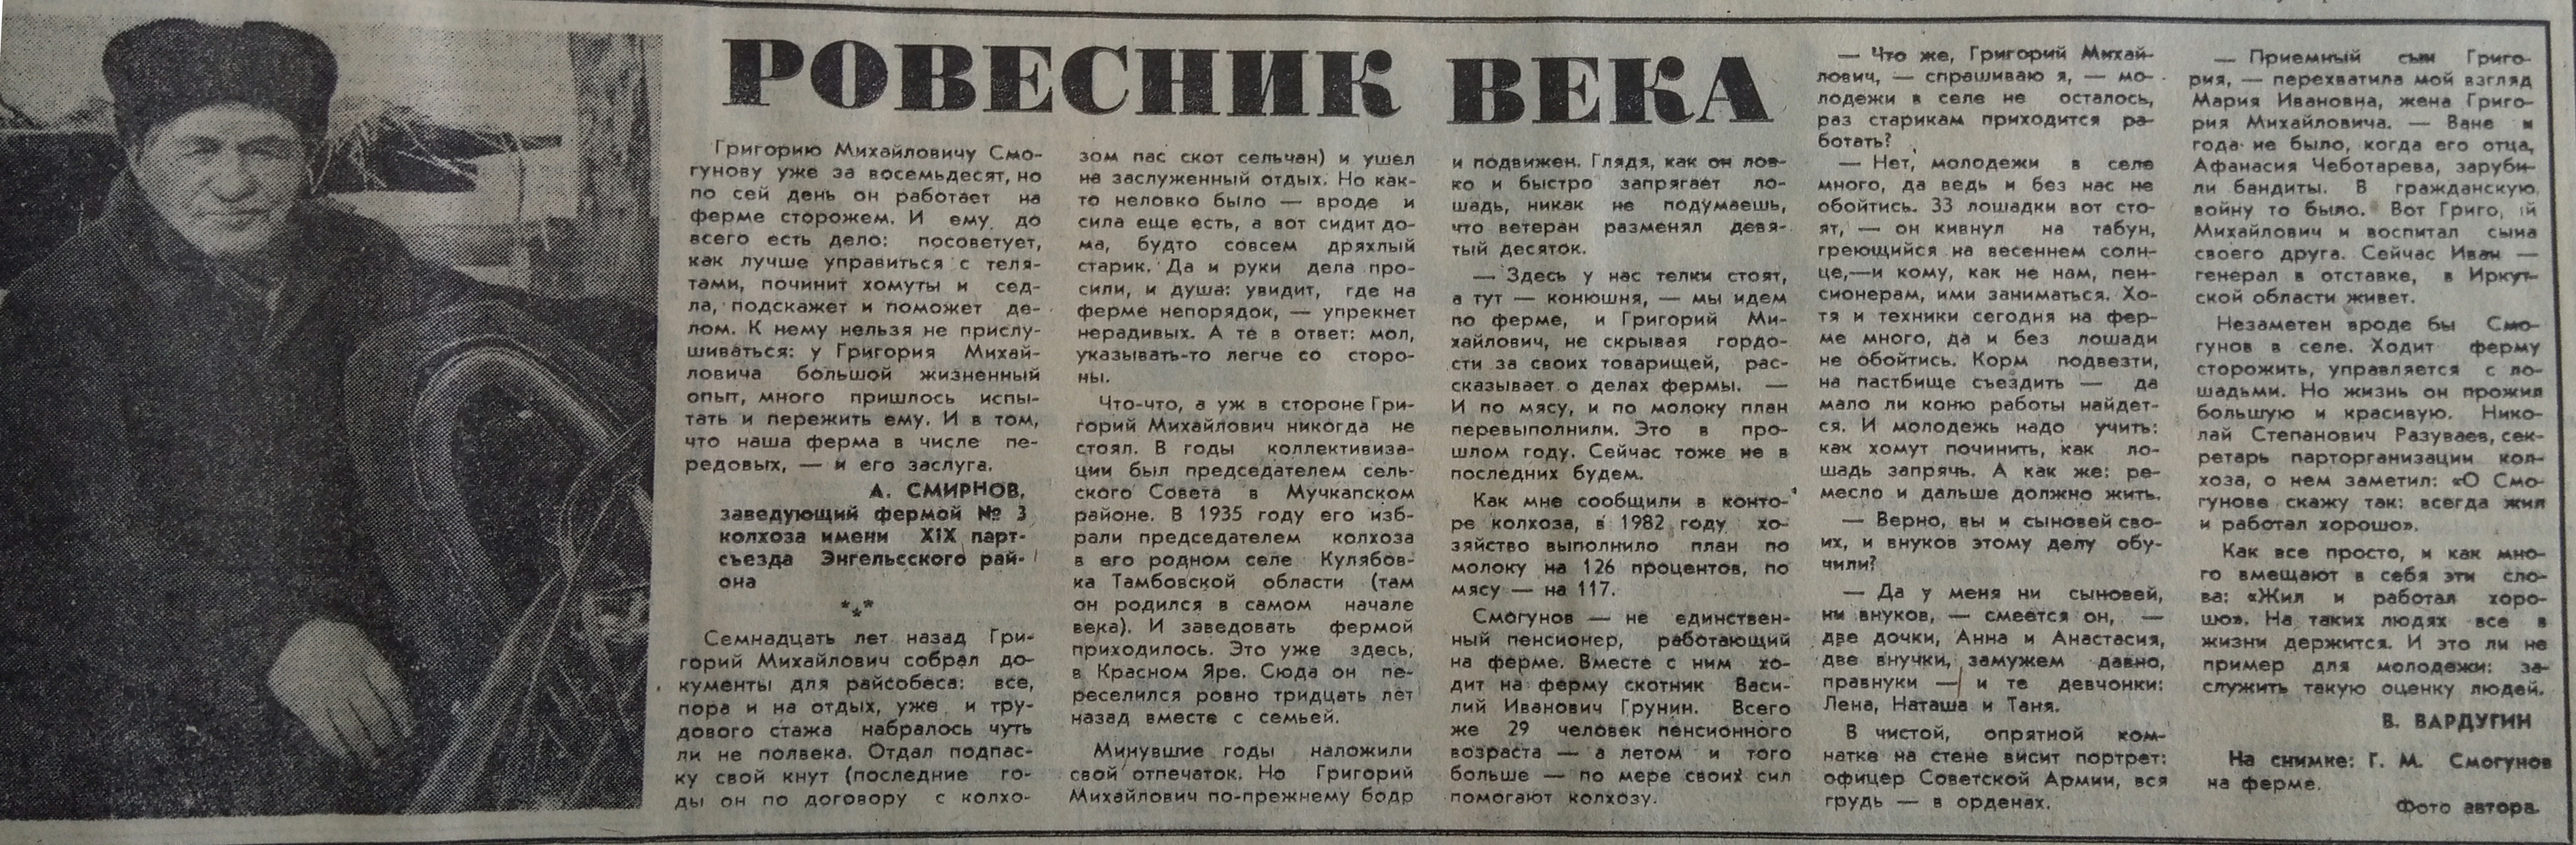 РОВЕСНИК ВЕКА
Григорию Михайловичу Смо-
гунову уже за восемьдесят, но
по сей день он работает на
ферме сторожем. И ему до
всего есть дело: посоветует,
как лучше управиться с теля-
тами, починит хомуты и сед-
ла, подскажет и поможет де-
лом. К нему нельзя не прислу-
шиваться: у Григория Михай-
ловича большой жизненный
опыт, много пришлось испы-
тать и пережить ему. И в том,
что наша ферма в числе пе-
редовых, — и его заслуга.
А. СМИРНОВ,
заведующий фермой № 3
колхоза имени XIX парт-
съезда Энгельсского рай-
она
***
Семнадцать лет назад Гри-
горий Михайлович собрал до-
кументы для райсобеса: все,
пора и на отдых, уже и тру-
дового стажа набралось чуть
ли не полвека. Отдал подпас-
ку свой кнут (последние го-
ды он по договору с колхо-
зом пас скот сельчан) и ушел
на заслуженный отдых. Но как-
то неловко было — вроде и
сила еще есть, а вот сидит до-
ма, будто совсем дряхлый
старик. Да и руки дела про-
сили, и душа: увидит, где на
ферме непорядок, — упрекнет
нерадивых. А те в ответ: мол,
указывать-то легче со сторо-
ны.
Что-что, а уж в стороне Гри-
горий Михайлович никогда не
стоял. В годы коллективиза-
ции был председателем сель-
ского Совета в Мучкапском
районе. В 1935 году его изб-
рали председателем колхоза
в его родном селе Кулябов-
ка Тамбовской области (там
он родился в самом начале
века). И заведовать фермой
приходилось. Это уже здесь,
в Красном Яре. Сюда он пе-
реселился ровно тридцать лет
назад вместе с семьей.
Минувшие годы наложили
свой отпечаток. Но Григорий
Михайлович по-прежнему бодр
и подвижен. Глядя, как он лов-
ко и быстро запрягает ло-
шадь, никак не подумаешь,
что ветеран разменял девя-
тый десяток.
— Здесь у нас телки стоят,
а тут — конюшня, — мы идем
по ферме, и Григорий Ми-
хайлович, не скрывая гордо-
сти за своих товарищей, рас-
сказывает о делах фермы. —
И по мясу, и по молоку план
перевыполнили. Это в про-
шлом году. Сейчас тоже не в
последних будем.
Как мне сообщили в конто-
ре колхоза, в 1982 году хо-
зяйство выполнило план по
молоку на 126 процентов, по
мясу — на 117.
Смогунов — не единствен-
ный пенсионер, работающий
на ферме. Вместе с ним хо-
дит на ферму скотник Васи-
лий Иванович Грунин. Всего
же 29 человек пенсионного
возраста — а летом и того
больше — по мере своих сил
помогают колхозу.
— Что же, Григорий Михай-
лович, — спрашиваю я, — мо-
лодежи в селе не осталось,
раз старикам приходится ра-
ботать?
— Нет, молодежи в селе
много, да ведь и без нас не
обойтись. 33 лошадки вот сто-
ят, — он кивнул на табун,
греющийся на весеннем солн-
це,—и кому, как не нам, пен-
сионерам, ими заниматься. Хо-
тя и техники сегодня на фер-
ме много, да и без лошади
не обойтись. Корм подвезти,
на пастбище съездить — да
мало ли коню работы найдет-
ся. И молодежь надо учить:
как хомут починить, как ло-
шадь запрячь. А как же: ре-
месло и дальше должно жить.
— Верно, вы и сыновей сво-
их, и внуков этому делу обу-
чили?
— Да у меня ни сыновей,
ни внуков, — смеется он, —
две дочки, Анна и Анастасия,
две внучки, замужем давно,
правнуки — и те девчонки:
Лена, Наташа и Таня.
В чистой, опрятной ком-
натке на стене висит портрет:
офицер Советской Армии, вся
грудь — в орденах.
— Приемный сын Григо-
рия, — перехватила мой взгляд
Мария Ивановна, жена Григо-
рия Михайловича. — Ване и
года не было, когда его отца,
Афанасия Чеботарева, заруби-
ли бандиты. В гражданскую
войну то было. Вот Григо, ий
Михайлович и воспитал сына
своего друга. Сейчас Иван —
генерал в отставке, в Иркут-
ской области живет.
Незаметен вроде бы Смо-
гунов в селе. Ходит ферму
сторожить, управляется с ло-
шадьми. Но жизнь он прожил
большую и красивую. Нико-
лай Степанович Разуваев, сек-
ретарь парторганизации кол-
хоза, о нем заметил: «О Смо-
гунове скажу так: всегда жил
и работал хорошо».
Как все просто, и как мно-
го вмещают в себя эти сло-
ва: «Жил и работал хоро-
шо». На таких людях все в
жизни держится. И это ли не
пример для молодежи: за-
служить такую оценку людей.
В. ВАРДУГИН
На снимке: Г. М. Смогунов
на ферме.
Фото автора.